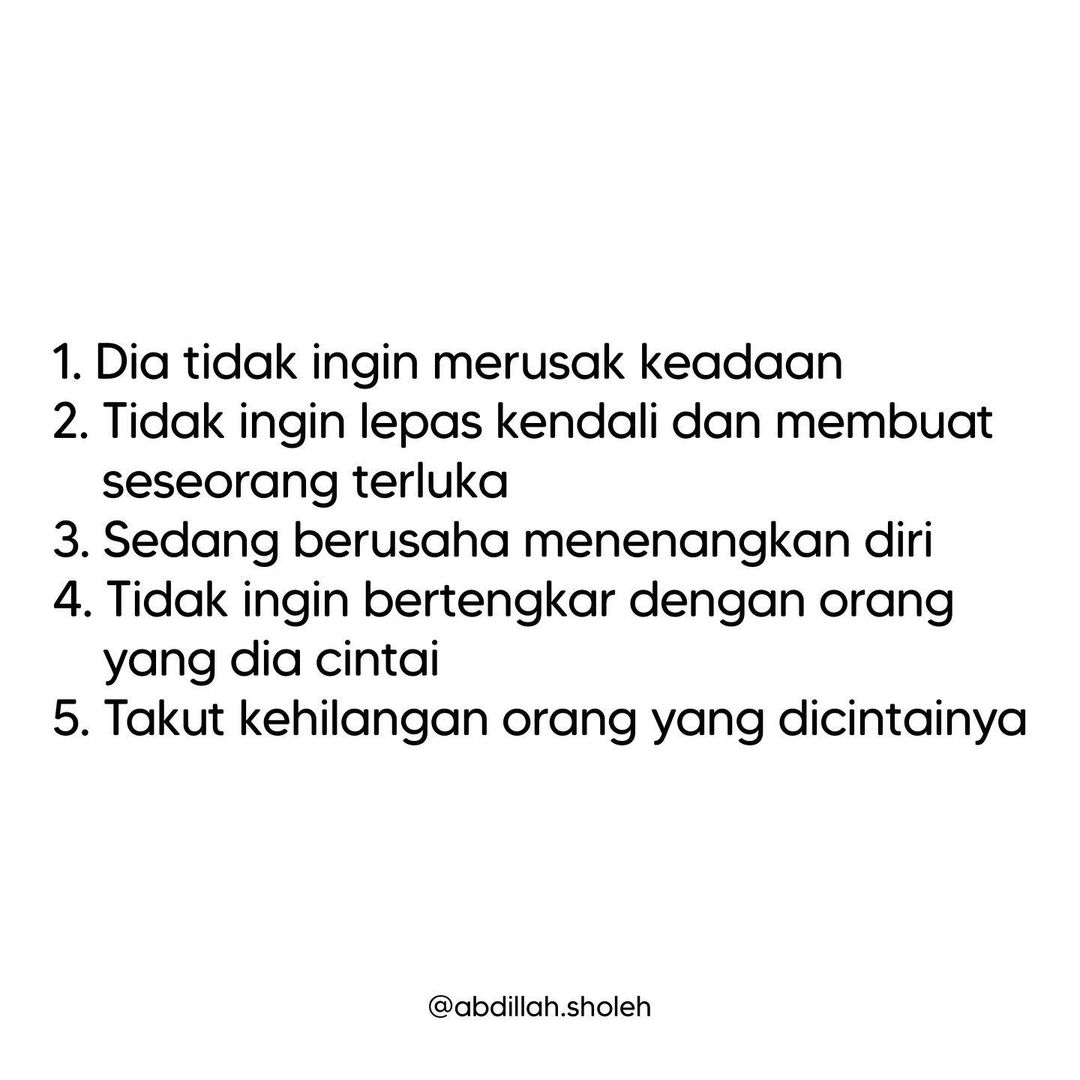 1. Dia tidak ingin merusak keadaan
2. Tidak ingin lepas kendali dan membuat
seseorang terluka
3. Sedang berusaha menenangkan diri
4. Tidak ingin bertengkar dengan orang
yang dia cintai
5. Takut kehilangan orang yang dicintainya
@abdillah.sholeh